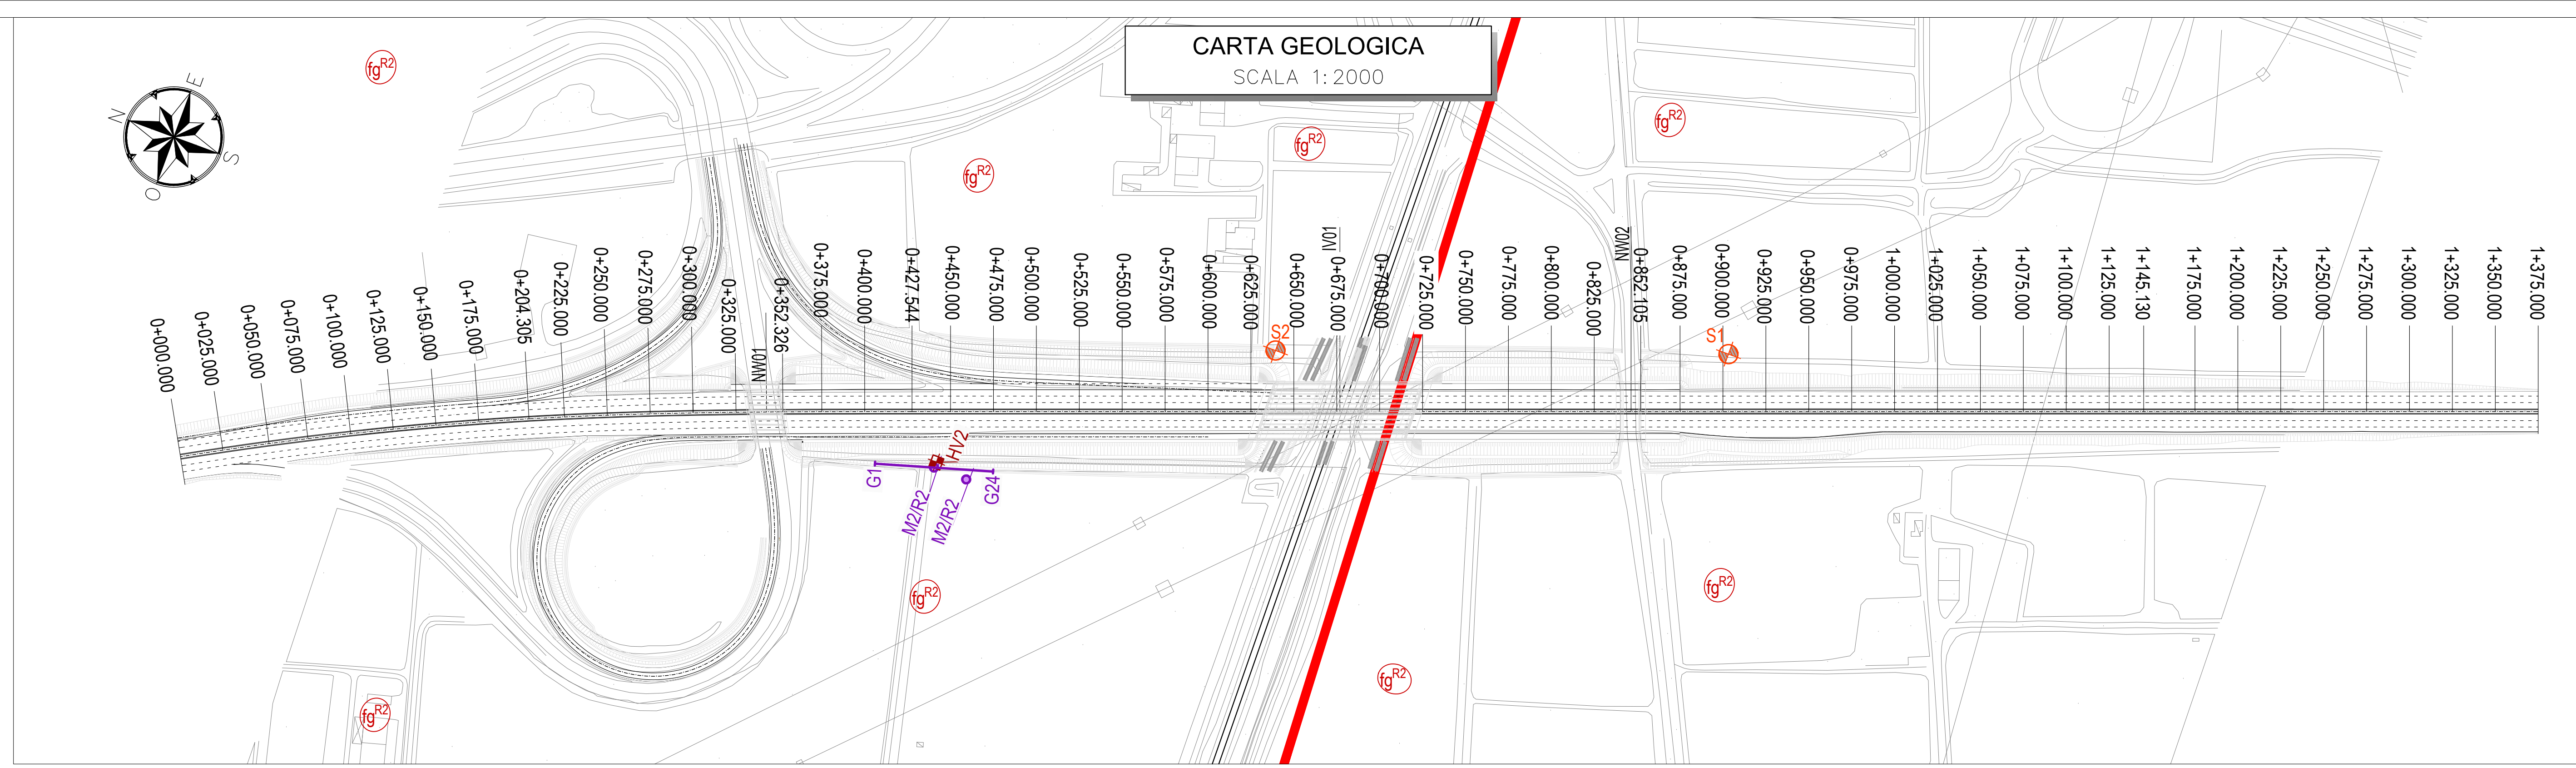 CARTA GEOLOGICA
SCALA 1:2000
N
E
S
O
fgR2
fgR2
fgR2
fgR2
0+000.000
0+025.000
0+050.000
0+075.000
0+100.000
0+125.000
0+150.000
0+175.000
0+204.305
0+225.000
0+250.000
0+275.000
0+300.000
0+325.000
NW01
0+352.326
0+375.000
0+400.000
0+427.544
0+450.000
0+475.000
0+500.000
0+525.000
0+550.000
0+575.000
0+600.000
0+625.000
0+650.000
IV01
0+675.000
0+700.000
0+725.000
0+750.000
0+775.000
0+800.000
0+825.000
NW02
0+852.105
0+875.000
0+900.000
0+925.000
0+950.000
0+975.000
1+000.000
1+025.000
1+050.000
1+075.000
1+100.000
1+125.000
1+145.130
1+175.000
1+200.000
1+225.000
1+250.000
1+275.000
1+300.000
1+325.000
1+350.000
1+375.000
S2
S1
HV2
G1
G24
M2/R2
M2/R2
fgR2
fgR2
fgR2
fgR2